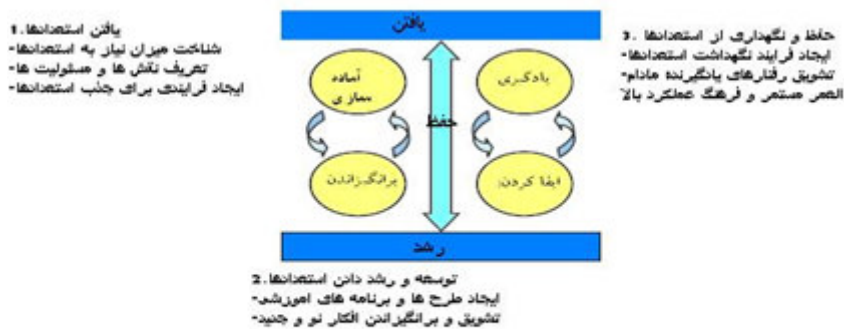 1.یافتن استعدادها
-شناخت میزان نیاز به استعدادها
-تعریف نقش ها و مسئولیت ها
-ایجاد فرایندی برای جذب استعدادها
یافتن
3. حفظ و نگهداری از استعدادها
-ایجاد فرایند نگهداشت استعدادها
-تشویق رفتارهای یادگیرنده مادام
العمر مستمر و فرهنگ عملکرد بالا
آماده
سازی
یادگیری
حفظ
برانگیزاندن
ایفا کردن:
رشد
2.توسعه و رشد دادن استعدادها
-ایجاد طرح ها و برنامه های اموزشی
-تشویق و برانگیزاندن افکار نو و جدید